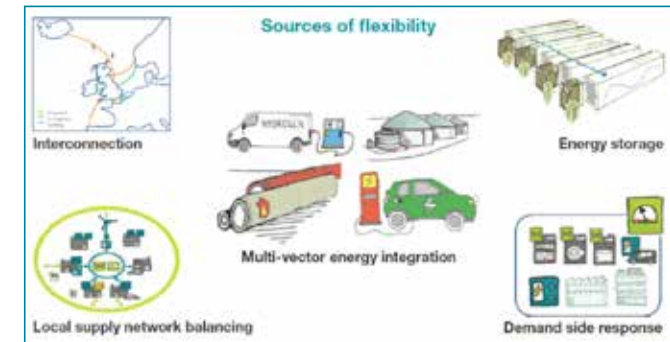 Sources of flexibility
HYDROGEN
Interconnection
Energy storage
Multi-vector energy integration
Local supply network balancing
Demand side response